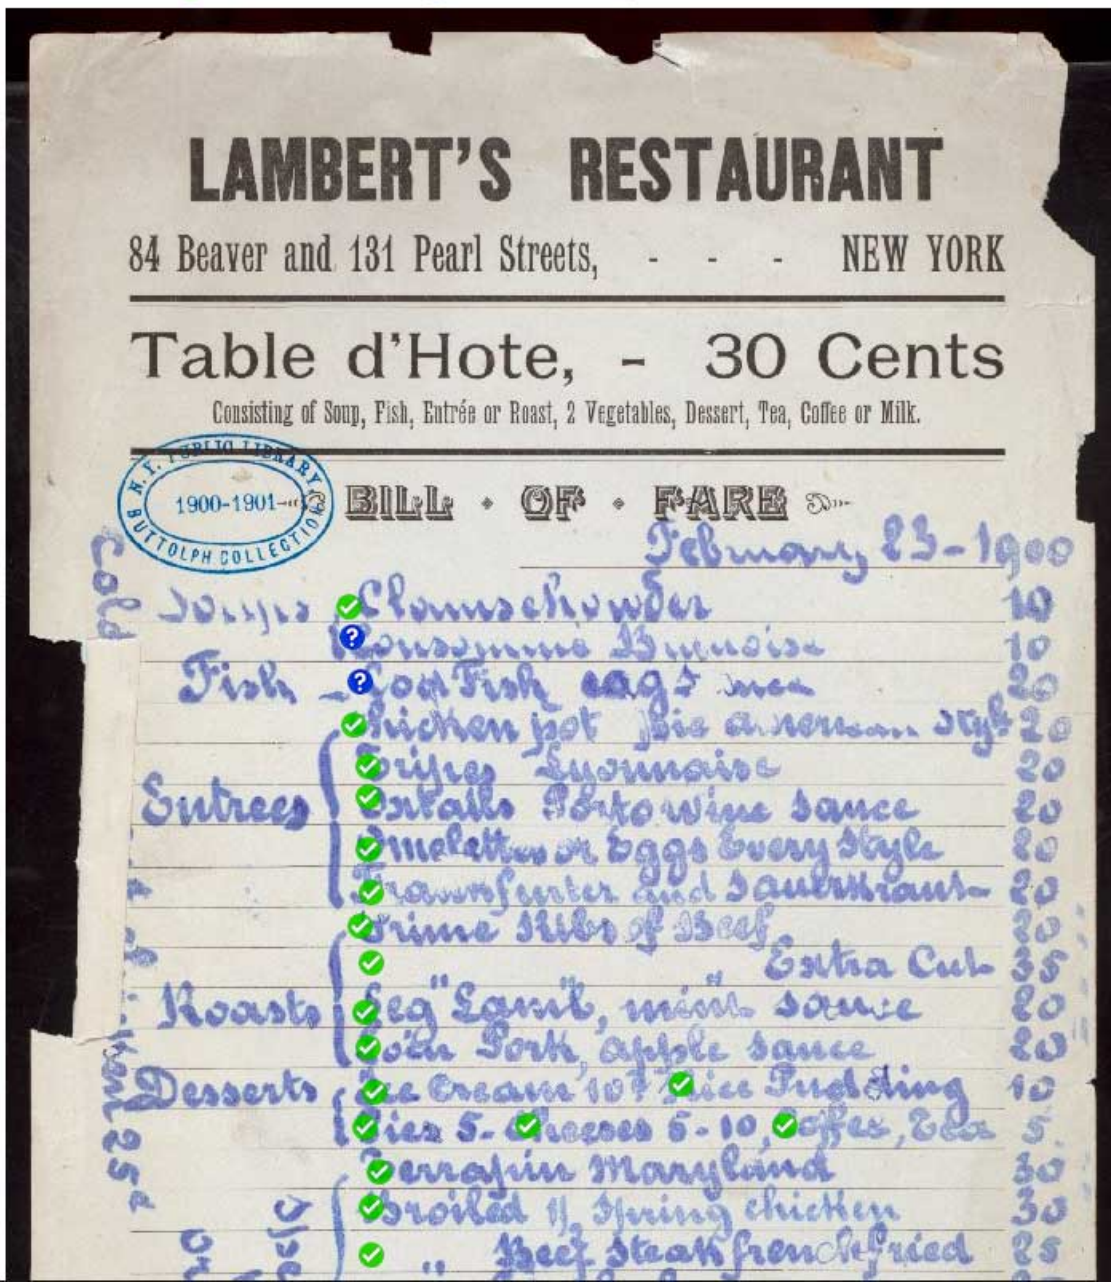 LAMBERT'S RESTAURANT
84 Beaver and 131 Pearl Streets, - - - NEW YORK
Table d'Hote, - 30 Cents
Consisting of Soup, Fish, Entrée or Roast, 2 Vegetables, Dessert, Tea, Coffee or Milk.
N. Y. PUBLIC LIBRARY
1900-1901
BUTTOLPH COLLECTION
BILL · OF · FARE
February 23-1900
Cold
Soups Clamschowder 10
Consommé 10
Fish Cod Fish 20
Chicken pot Pie american style 20
Entrees Tripes Lyonnaise 20
Oxtails Porto wine sauce 20
Omelettes or Eggs Every Style 20
Frankfurter and Sauerkraut 20
Prime Ribs of Beef 20
Extra Cut 35
Roasts Leg " Lamb, mint sauce 20
Loin Pork, apple sauce 20
Desserts Ice Cream 10 Rice Pudding 10
Pies 5- Cheeses 5-10, Coffee, Tea 5.
Terrapin Maryland 30
Broiled Spring chicken 30
" Beef Steak french fried 25
25¢
or